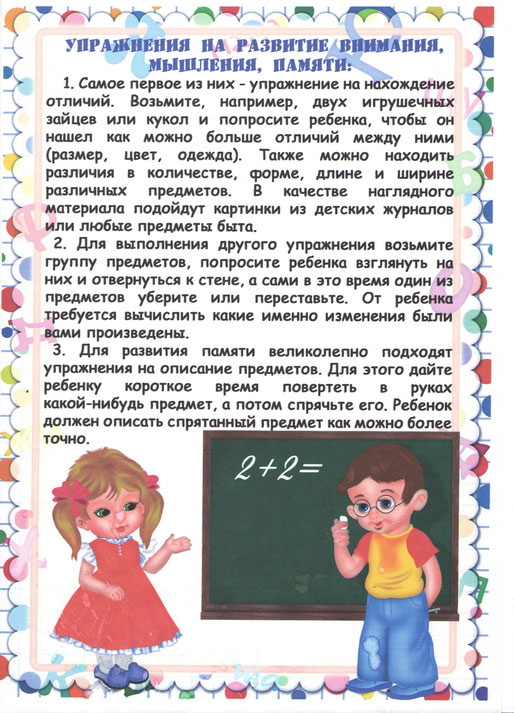 УПРАЖНЕНИЯ НА РАЗВИТИЕ ВНИМАНИЯ,
МЫШЛЕНИЯ, ПАМЯТИ:
1. Самое первое из них - упражнение на нахождение
отличий. Возьмите, например, двух игрушечных
зайцев или кукол и попросите ребенка, чтобы он
нашел как можно больше отличий между ними
(размер, цвет, одежда). Также можно находить
различия в количестве, форме, длине и ширине
различных предметов. В качестве наглядного
материала подойдут картинки из детских журналов
или любые предметы быта.
2. Для выполнения другого упражнения возьмите
группу предметов, попросите ребенка взглянуть на
них и отвернуться к стене, а сами в это время один из
предметов уберите или переставьте. От ребенка
требуется вычислить какие именно изменения были
вами произведены.
3. Для развития памяти великолепно подходят
упражнения на описание предметов. Для этого дайте
ребенку короткое время повертеть в руках
какой-нибудь предмет, а потом спрячьте его. Ребенок
должен описать спрятанный предмет как можно более
точно.
2+2=